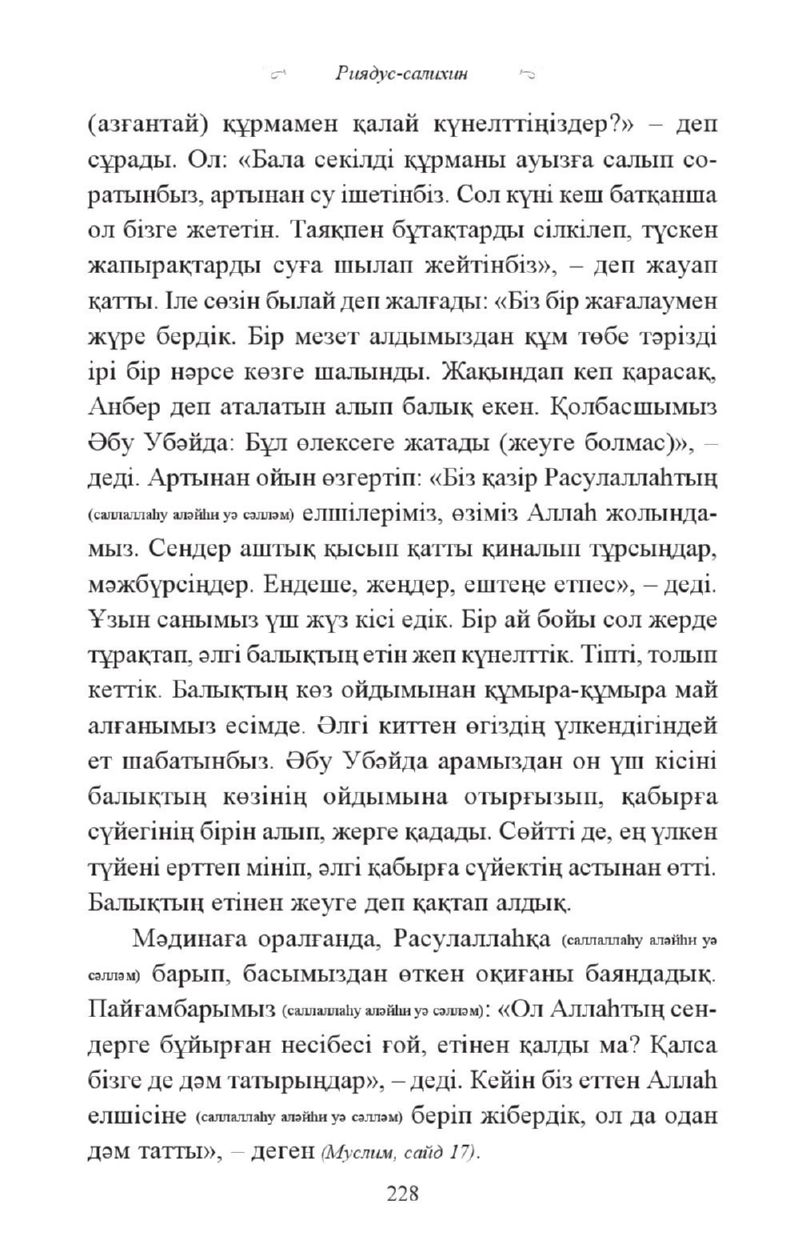 Риядус-салихин
(азғантай) құрмамен қалай күнелттіңіздер?» – деп
сұрады. Ол: «Бала секілді құрманы ауызға салып со-
ратынбыз, артынан су ішетінбіз. Сол күні кеш батқанша
ол бізге жететін. Таяқпен бұтақтарды сілкілеп, түскен
жапырақтарды суға шылап жейтінбіз», – деп жауап
қатты. Іле сөзін былай деп жалғады: «Біз бір жағалаумен
жүре бердік. Бір мезет алдымыздан құм төбе тәрізді
ірі бір нәрсе көзге шалынды. Жақындап кеп қарасақ,
Анбер деп аталатын алып балық екен. Қолбасшымыз
Әбу Убәйда: Бұл өлексеге жатады (жеуге болмас)», –
деді. Артынан ойын өзгертіп: «Біз қазір Расулаллаһтың
(саллаллаһу аләйһи уә сәлләм) елшілеріміз, өзіміз Аллаһ жолында-
мыз. Сендер аштық қысып қатты қиналып тұрсыңдар,
мәжбүрсіңдер. Ендеше, жеңдер, ештеңе етпес», – деді.
Ұзын санымыз үш жүз кісі едік. Бір ай бойы сол жерде
тұрақтап, әлгі балықтың етін жеп күнелттік. Тіпті, толып
кеттік. Балықтың көз ойдымынан құмыра-құмыра май
алғанымыз есімде. Әлгі киттен өгіздің үлкендігіндей
ет шабатынбыз. Әбу Убәйда арамыздан он үш кісіні
балықтың көзінің ойдымына отырғызып, қабырға
сүйегінің бірін алып, жерге қадады. Сөйтті де, ең үлкен
түйені ерттеп мініп, әлгі қабырға сүйектің астынан өтті.
Балықтың етінен жеуге деп қақтап алдық.
Мәдинаға оралғанда, Расулаллаһқа (саллаллаһу аләйһи уә
сәлләм) барып, басымыздан өткен оқиғаны баяндадық.
Пайғамбарымыз (саллаллаһу аләйһи уә сәлләм): «Ол Аллаһтың сен-
дерге бұйырған несібесі ғой, етінен қалды ма? Қалса
бізге де дәм татырыңдар», – деді. Кейін біз еттен Аллаһ
елшісіне (саллаллаһу аләйһи уә сәлләм) беріп жібердік, ол да одан
дәм татты», – деген (Муслим, сайд 17).
228